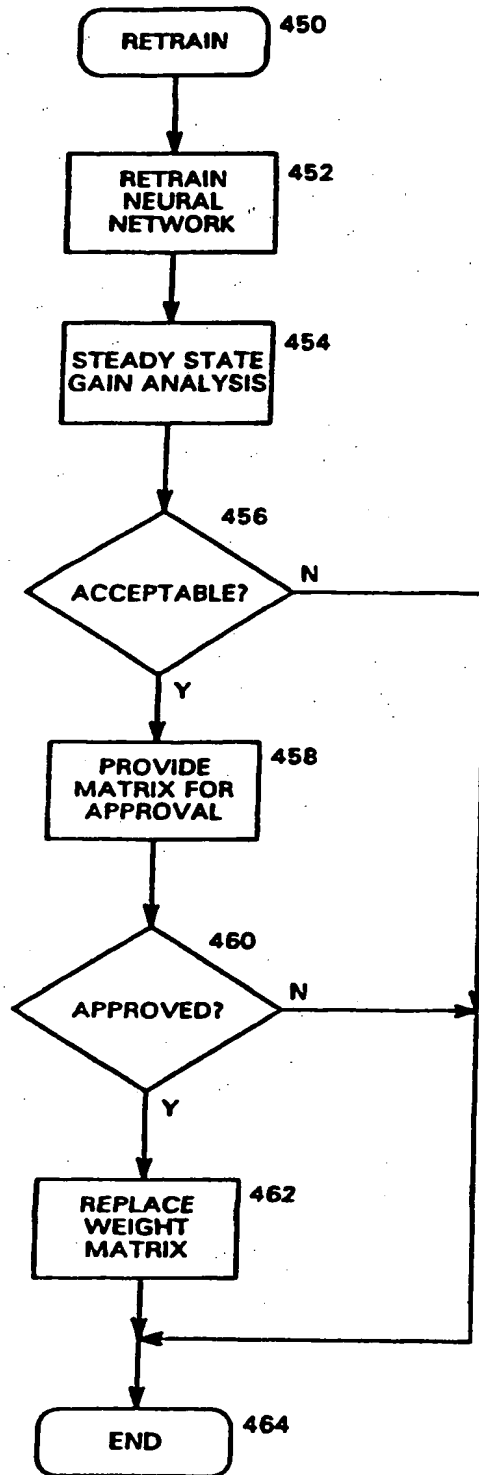 RETRAIN
450
RETRAIN
NEURAL
NETWORK
452
STEADY STATE
GAIN ANALYSIS
454
456
ACCEPTABLE?
N
Y
PROVIDE
MATRIX FOR
APPROVAL
458
460
APPROVED?
N
Y
REPLACE
WEIGHT
MATRIX
462
END
464